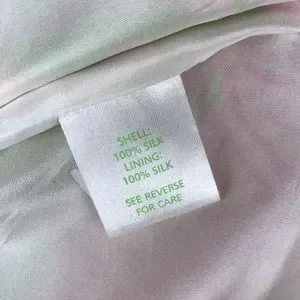 SHELL:
100% SILK
LINING:
100% SILK
SEE REVERSE
FOR CARE